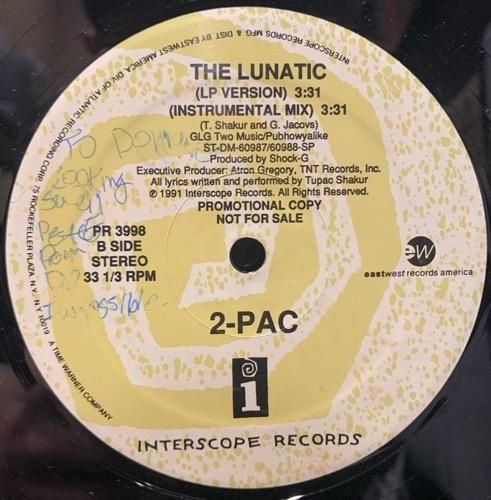 INTERSCOPE RECORDS MFG & DIST. BY EASTWEST AMERICA, DIV OF ATLANTIC RECORDING CORP. 75 ROCKEFELLER PLAZA, N.Y., N.Y. 10019
A TIME WARNER COMPANY
THE LUNATIC
(LP VERSION) 3:31
(INSTRUMENTAL MIX) 3:31
(T. Shakur and G. Jacovs)
GLG Two Music/Pubhowyalike
ST-DM-60987/60988-SP
Produced by Shock-G
Executive Producer: Atron Gregory, TNT Records, Inc.
All lyrics written and performed by Tupac Shakur
℗ 1991 Interscope Records. All Rights Reserved.
PROMOTIONAL COPY
NOT FOR SALE
To
Looking
PR 3998
B SIDE
STEREO
33 1/3 RPM
Impossible
ew
eastwest records america
2-PAC
i
INTERSCOPE RECORDS